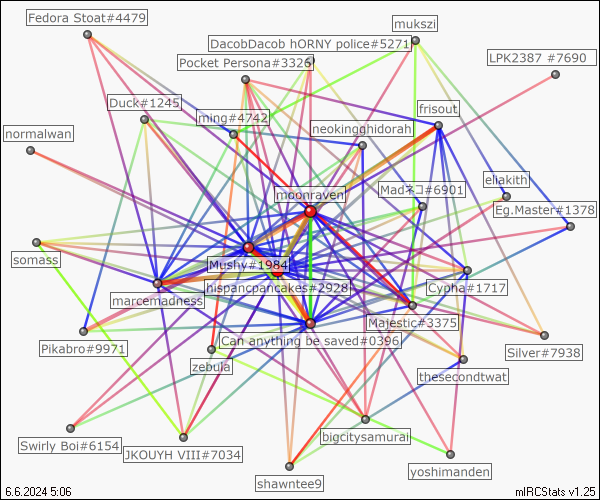 Fedora Stoat#4479
mukszi
DacobDacob hORNY police#5271
Pocket Persona#3326
LPK2387 #7690
Duck#1245
ming#4742
frisout
normalwan
neokingghidorah
moonraven
Madネコ#6901
eliakith
Eg.Master#1378
somass
Mushy#1984
hispancpancakes#2928
Cypha#1717
marcemadness
Majestic#3375
Can anything be saved#0396
Pikabro#9971
zebula
Silver#7938
thesecondtwat
bigcitysamurai
Swirly Boi#6154
JKOUYH VIII#7034
yoshimanden
shawntee9
6.6.2024 5:06
mIRCStats v1.25